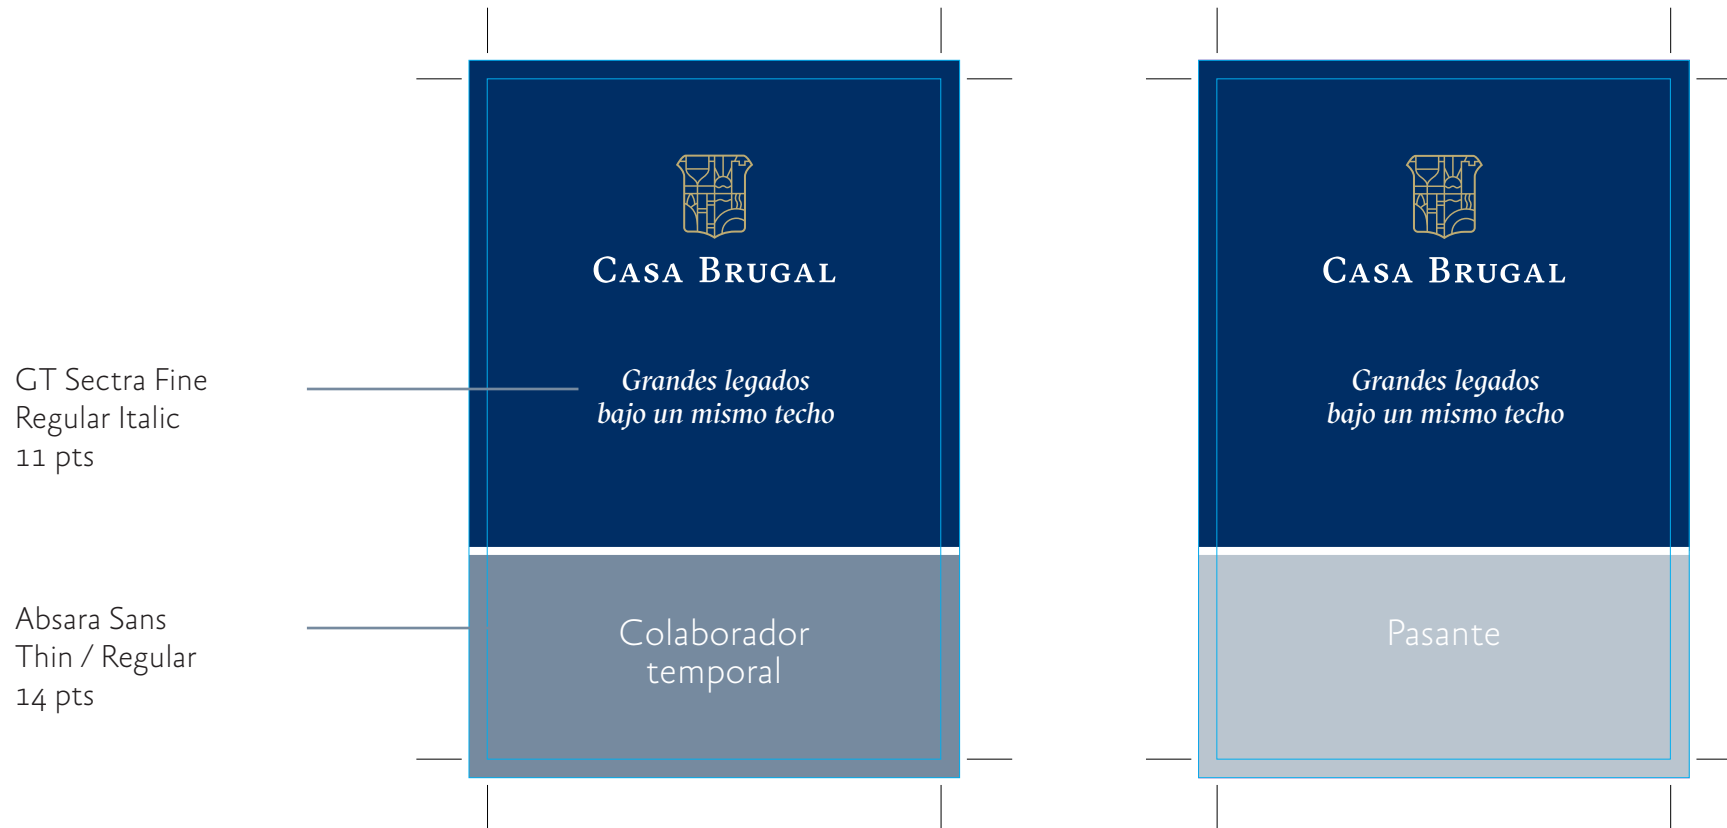 GT Sectra Fine
Regular Italic
11 pts
Absara Sans
Thin / Regular
14 pts
CASA BRUGAL
Grandes legados
bajo un mismo techo
Colaborador
temporal
CASA BRUGAL
Grandes legados
bajo un mismo techo
Pasante